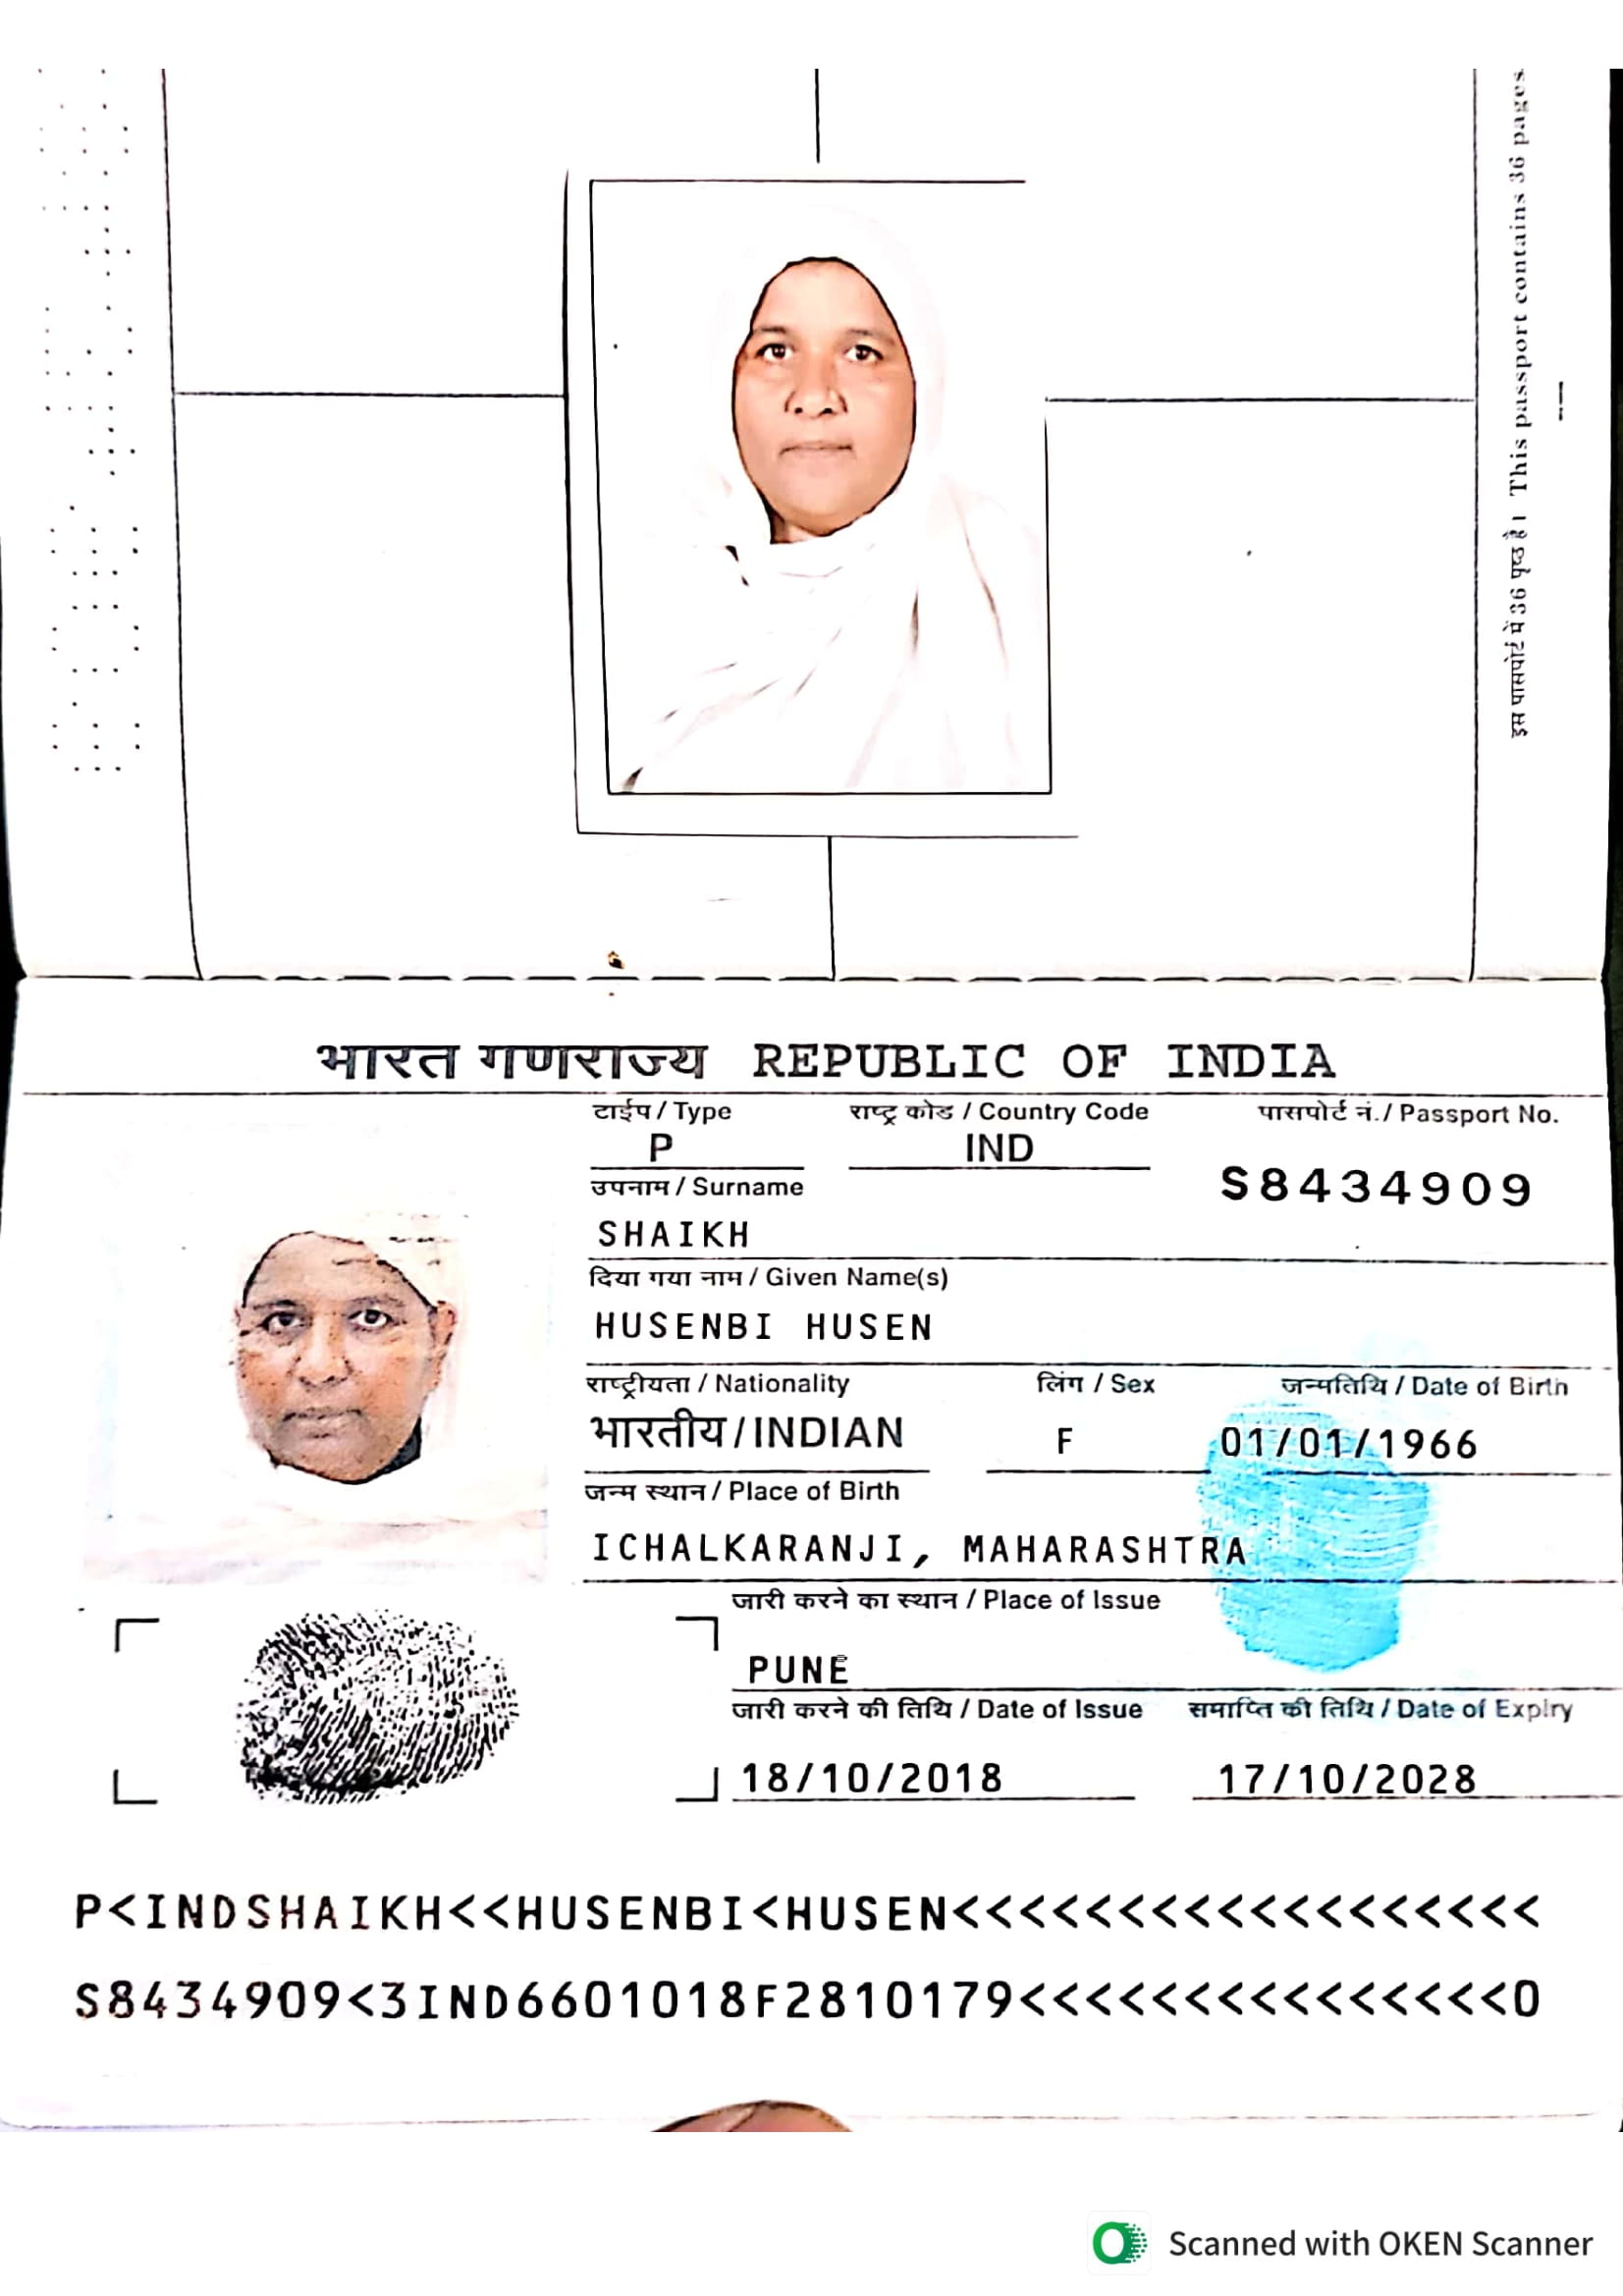 इस पासपोर्ट में 36 पृष्ठ है। This passport contains 36 pages.
भारत गणराज्य REPUBLIC OF INDIA
टाईप / Type राष्ट्र कोड / Country Code पासपोर्ट नं. / Passport No.
P IND S8434909
उपनाम / Surname
SHAIKH
दिया गया नाम / Given Name(s)
HUSENBI HUSEN
राष्ट्रीयता / Nationality लिंग / Sex जन्मतिथि / Date of Birth
भारतीय / INDIAN F 01/01/1966
जन्म स्थान / Place of Birth
ICHALKARANJI, MAHARASHTRA
जारी करने का स्थान / Place of Issue
PUNE
जारी करने की तिथि / Date of Issue समाप्ति की तिथि / Date of Expiry
18/10/2018 17/10/2028
P<INDSHAIKH<<HUSENBI<HUSEN<<<<<<<<<<<<<<<<<<
S8434909<3IND6601018F2810179<<<<<<<<<<<<<<<0
Scanned with OKEN Scanner